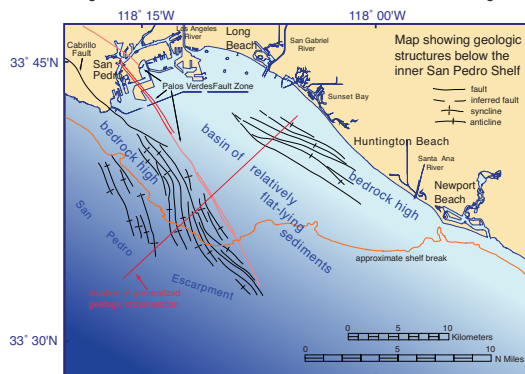 118° 15'W
118° 00'W
33° 45'N
33° 30'N
Cabrillo
Fault
San
Pedro
Los Angeles
River
Long
Beach
San Gabriel
River
Palos Verdes Fault Zone
Sunset Bay
Huntington Beach
Santa Ana
River
Newport
Beach
Map showing geologic
structures below the
inner San Pedro Shelf
fault
inferred fault
syncline
anticline
bedrock high
basin of
relatively
flat-lying
sediments
bedrock high
San
Pedro
Escarpment
approximate shelf break
0 5 10
Kilometers
0 5 10
N Miles